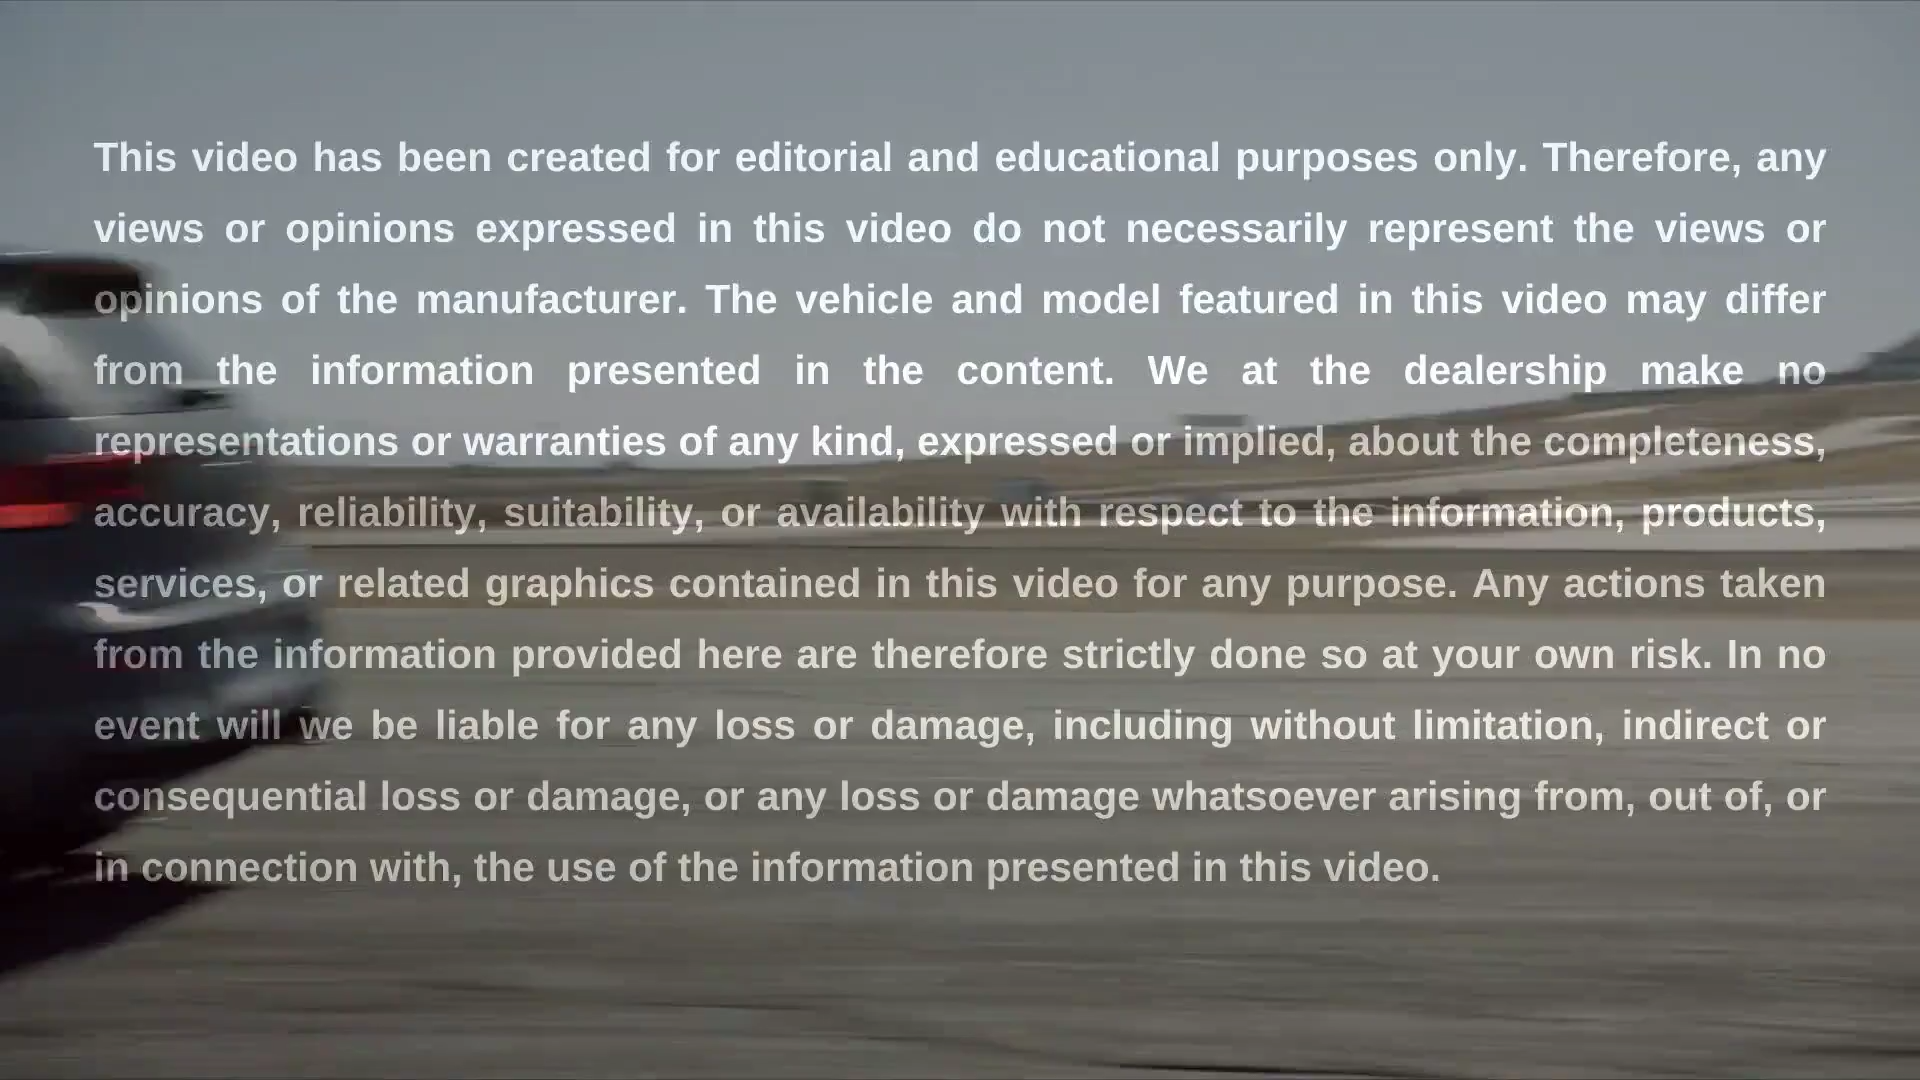 This video has been created for editorial and educational purposes only. Therefore, any
views or opinions expressed in this video do not necessarily represent the views or
opinions of the manufacturer. The vehicle and model featured in this video may differ
from the information presented in the content. We at the dealership make no
representations or warranties of any kind, expressed or implied, about the completeness,
accuracy, reliability, suitability, or availability with respect to the information, products,
services, or related graphics contained in this video for any purpose. Any actions taken
from the information provided here are therefore strictly done so at your own risk. In no
event will we be liable for any loss or damage, including without limitation, indirect or
consequential loss or damage, or any loss or damage whatsoever arising from, out of, or
in connection with, the use of the information presented in this video.